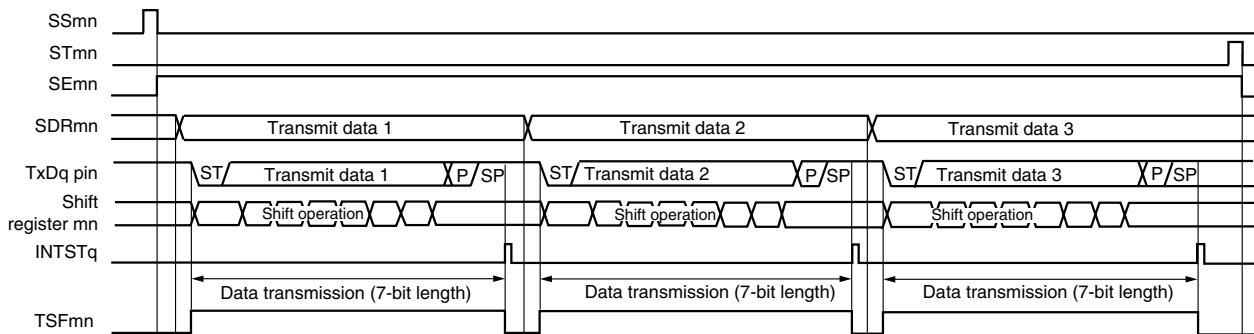 SSmn
STmn
SEmn
SDRmn Transmit data 1 Transmit data 2 Transmit data 3
TxDq pin ST Transmit data 1 P SP ST Transmit data 2 P SP ST Transmit data 3 P SP
Shift
register mn Shift operation Shift operation Shift operation
INTSTq
Data transmission (7-bit length) Data transmission (7-bit length) Data transmission (7-bit length)
TSFmn